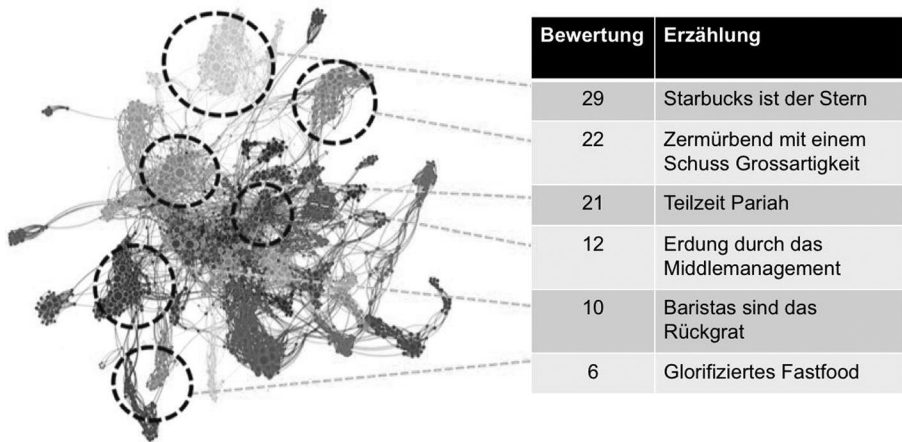 Bewertung Erzählung
29 Starbucks ist der Stern
22 Zermürbend mit einem
Schuss Grossartigkeit
21 Teilzeit Pariah
12 Erdung durch das
Middlemanagement
10 Baristas sind das
Rückgrat
6 Glorifiziertes Fastfood